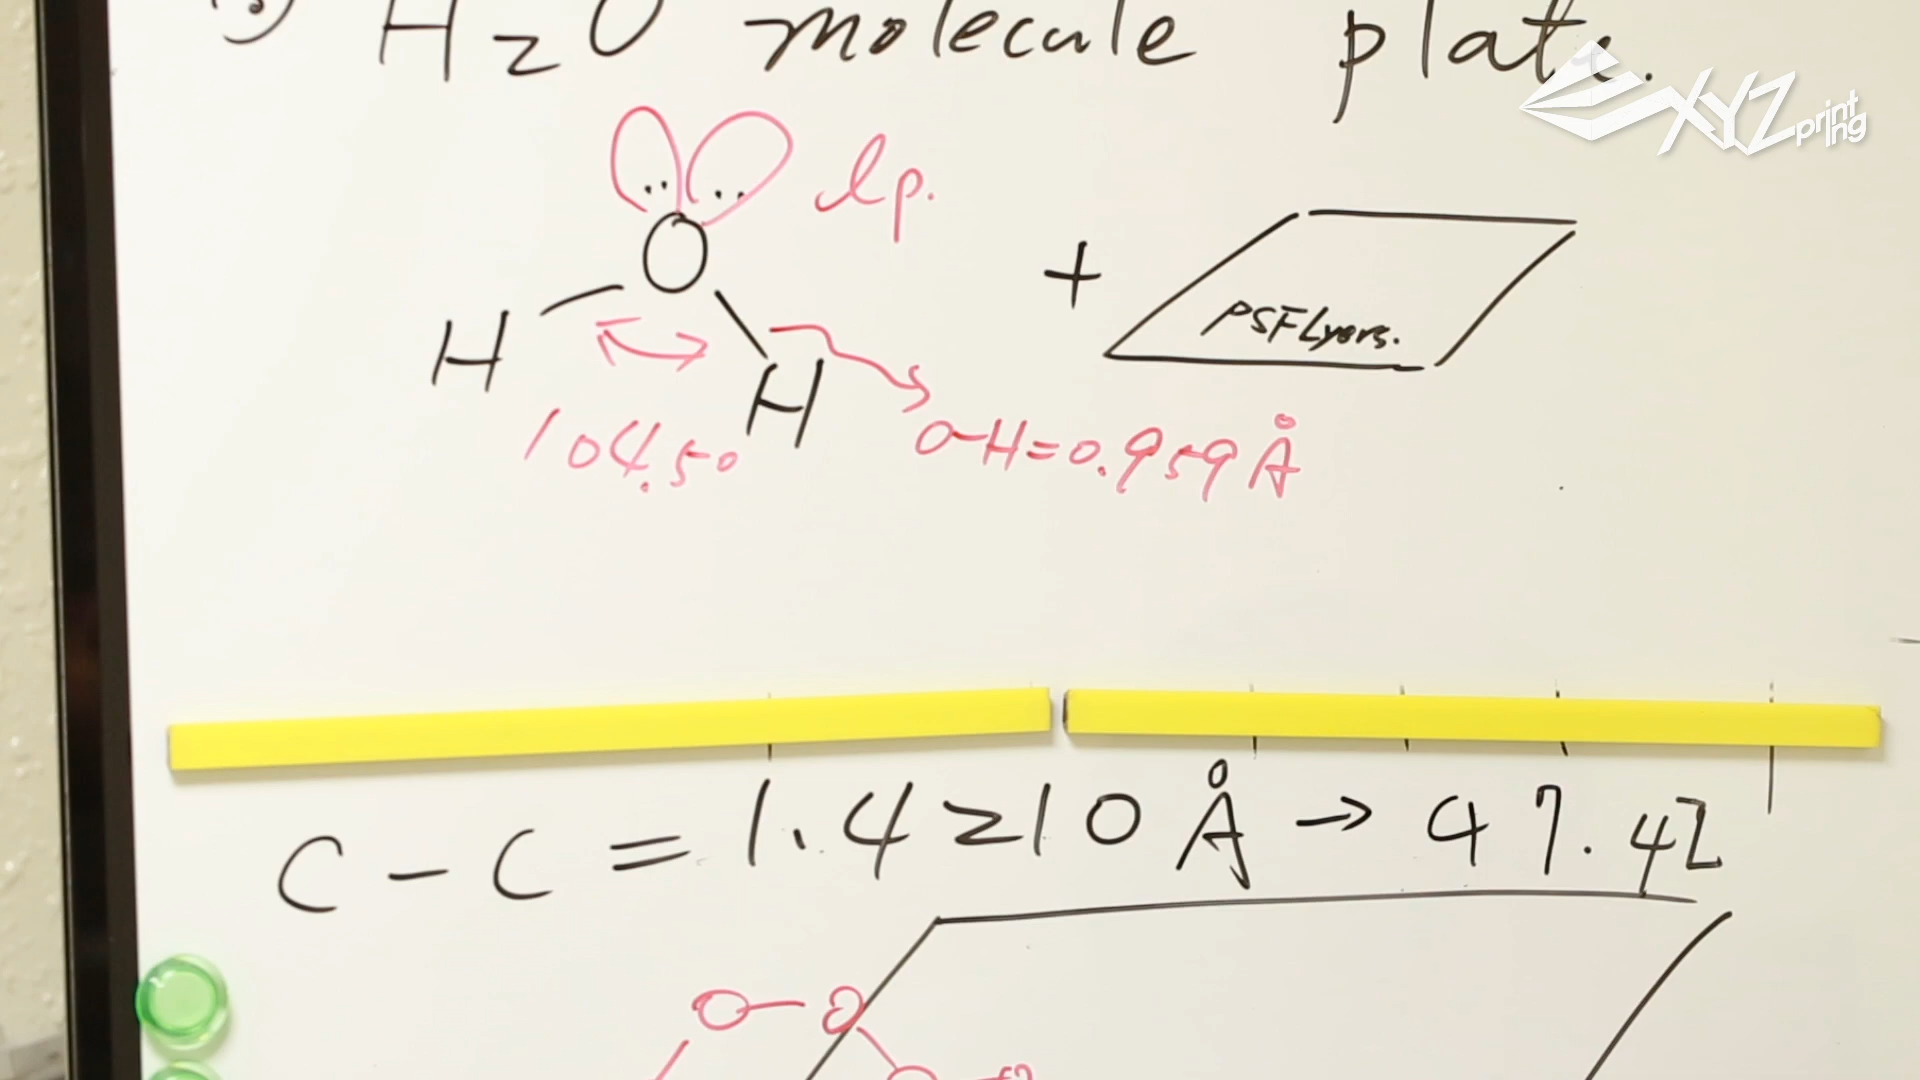 H2O molecule plate.
XYZprinting
lp.
O
+
PSFLyers.
H
H
104.5°
O-H=0.959Å
C-C=1.4210Å→47.42